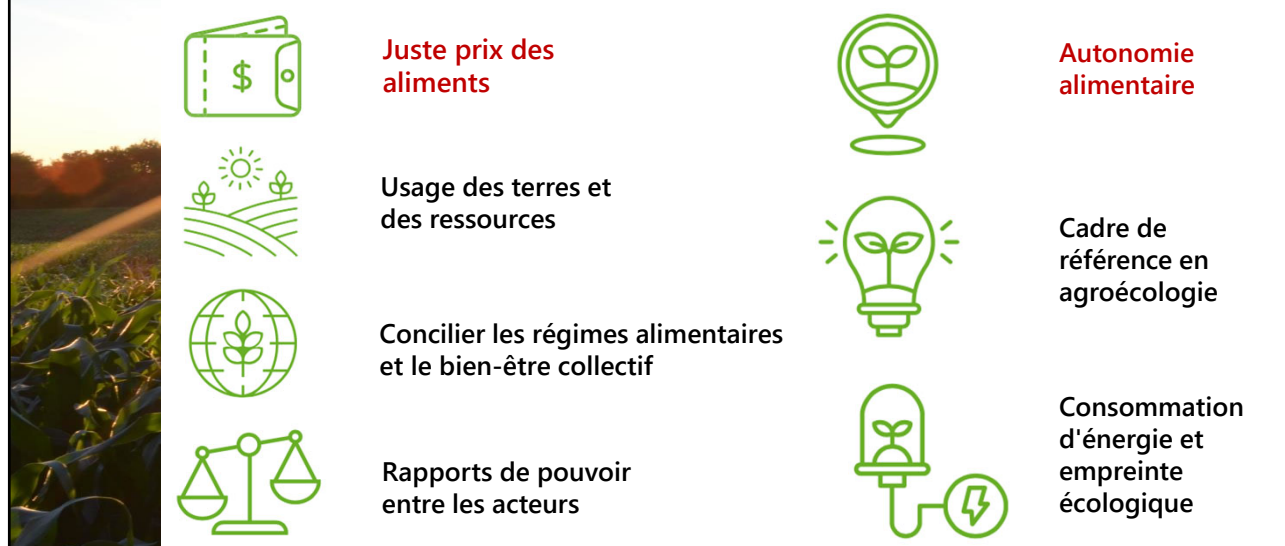 Juste prix des
aliments
Usage des terres et
des ressources
Concilier les régimes alimentaires
et le bien-être collectif
Rapports de pouvoir
entre les acteurs
Autonomie
alimentaire
Cadre de
référence en
agroécologie
Consommation
d'énergie et
empreinte
écologique
$